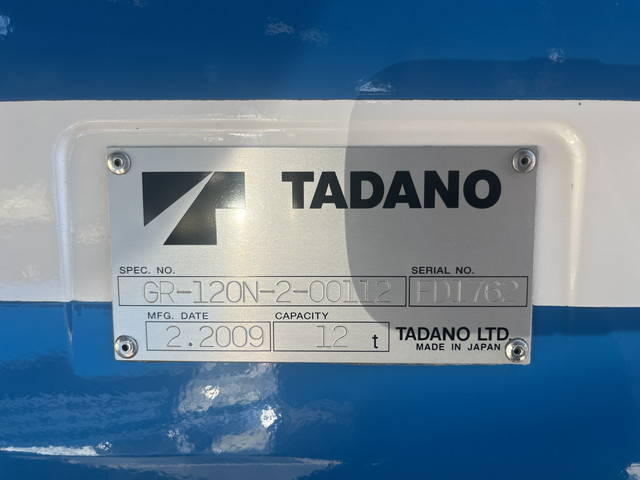 TADANO
SPEC. NO. SERIAL NO.
GR-120N-2-00112 FD1762
MFG. DATE CAPACITY
2.2009 12 t TADANO LTD.
MADE IN JAPAN